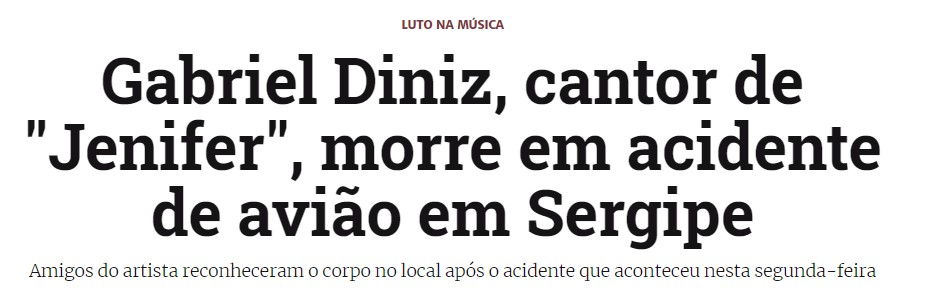 LUTO NA MÚSICA
Gabriel Diniz, cantor de
"Jenifer", morre em acidente
de avião em Sergipe
Amigos do artista reconheceram o corpo no local após o acidente que aconteceu nesta segunda-feira